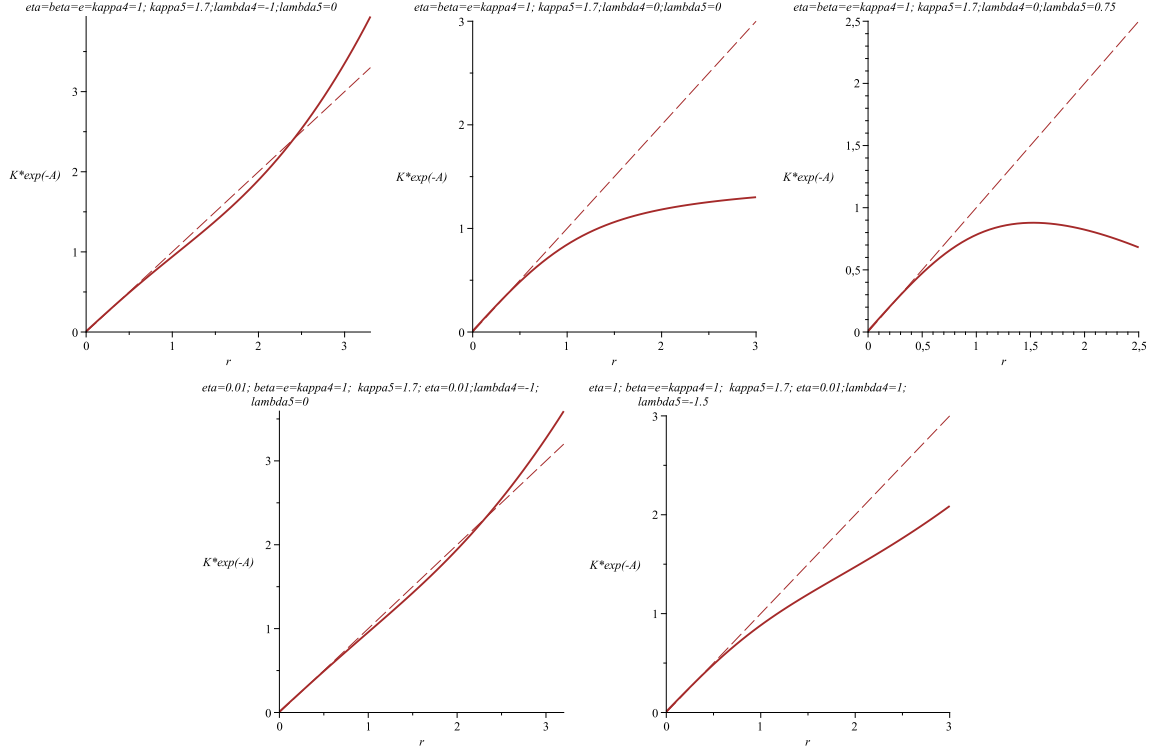 eta=beta=e=kappa4=1; kappa5=1.7;lambda4=-1;lambda5=0
3
2
1
0
K*exp(-A)
0
1
2
3
r
eta=beta=e=kappa4=1; kappa5=1.7;lambda4=0;lambda5=0
3
2
1
0
K*exp(-A)
0
1
2
3
r
eta=beta=e=kappa4=1; kappa5=1.7;lambda4=0;lambda5=0.75
2,5
2
1,5
1
0,5
0
K*exp(-A)
0
0,5
1
1,5
2
2,5
r
eta=0.01; beta=e=kappa4=1;  kappa5=1.7; eta=0.01;lambda4=-1;
lambda5=0
3
2
1
0
K*exp(-A)
0
1
2
3
r
eta=1; beta=e=kappa4=1;  kappa5=1.7; eta=0.01;lambda4=1;
lambda5=-1.5
3
2
1
0
K*exp(-A)
0
1
2
3
r